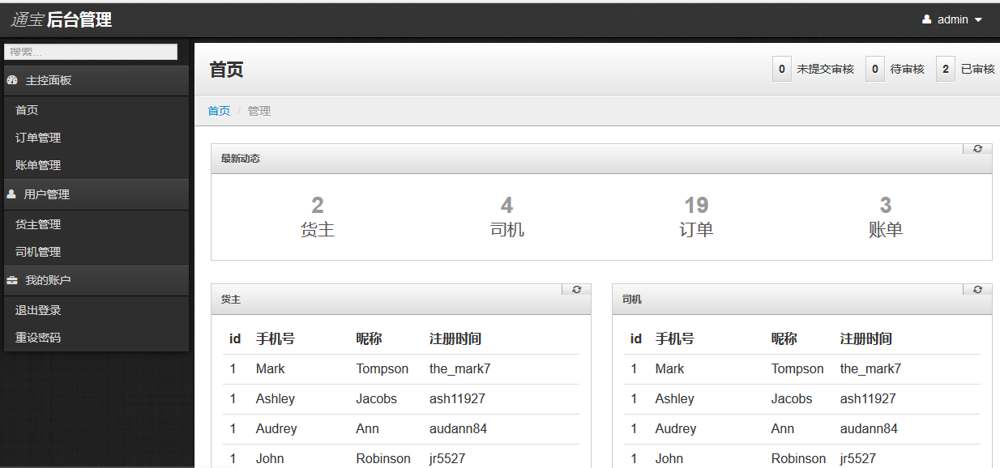 通宝 后台管理 admin
搜索...
主控面板
首页
订单管理
账单管理
用户管理
货主管理
司机管理
我的账户
退出登录
重设密码
首页 0 未提交审核 0 待审核 2 已审核
首页 / 管理
最新动态
2 4 19 3
货主 司机 订单 账单
货主
id 手机号 昵称 注册时间
1 Mark Tompson the_mark7
1 Ashley Jacobs ash11927
1 Audrey Ann audann84
1 John Robinson jr5527
司机
id 手机号 昵称 注册时间
1 Mark Tompson the_mark7
1 Ashley Jacobs ash11927
1 Audrey Ann audann84
1 John Robinson jr5527